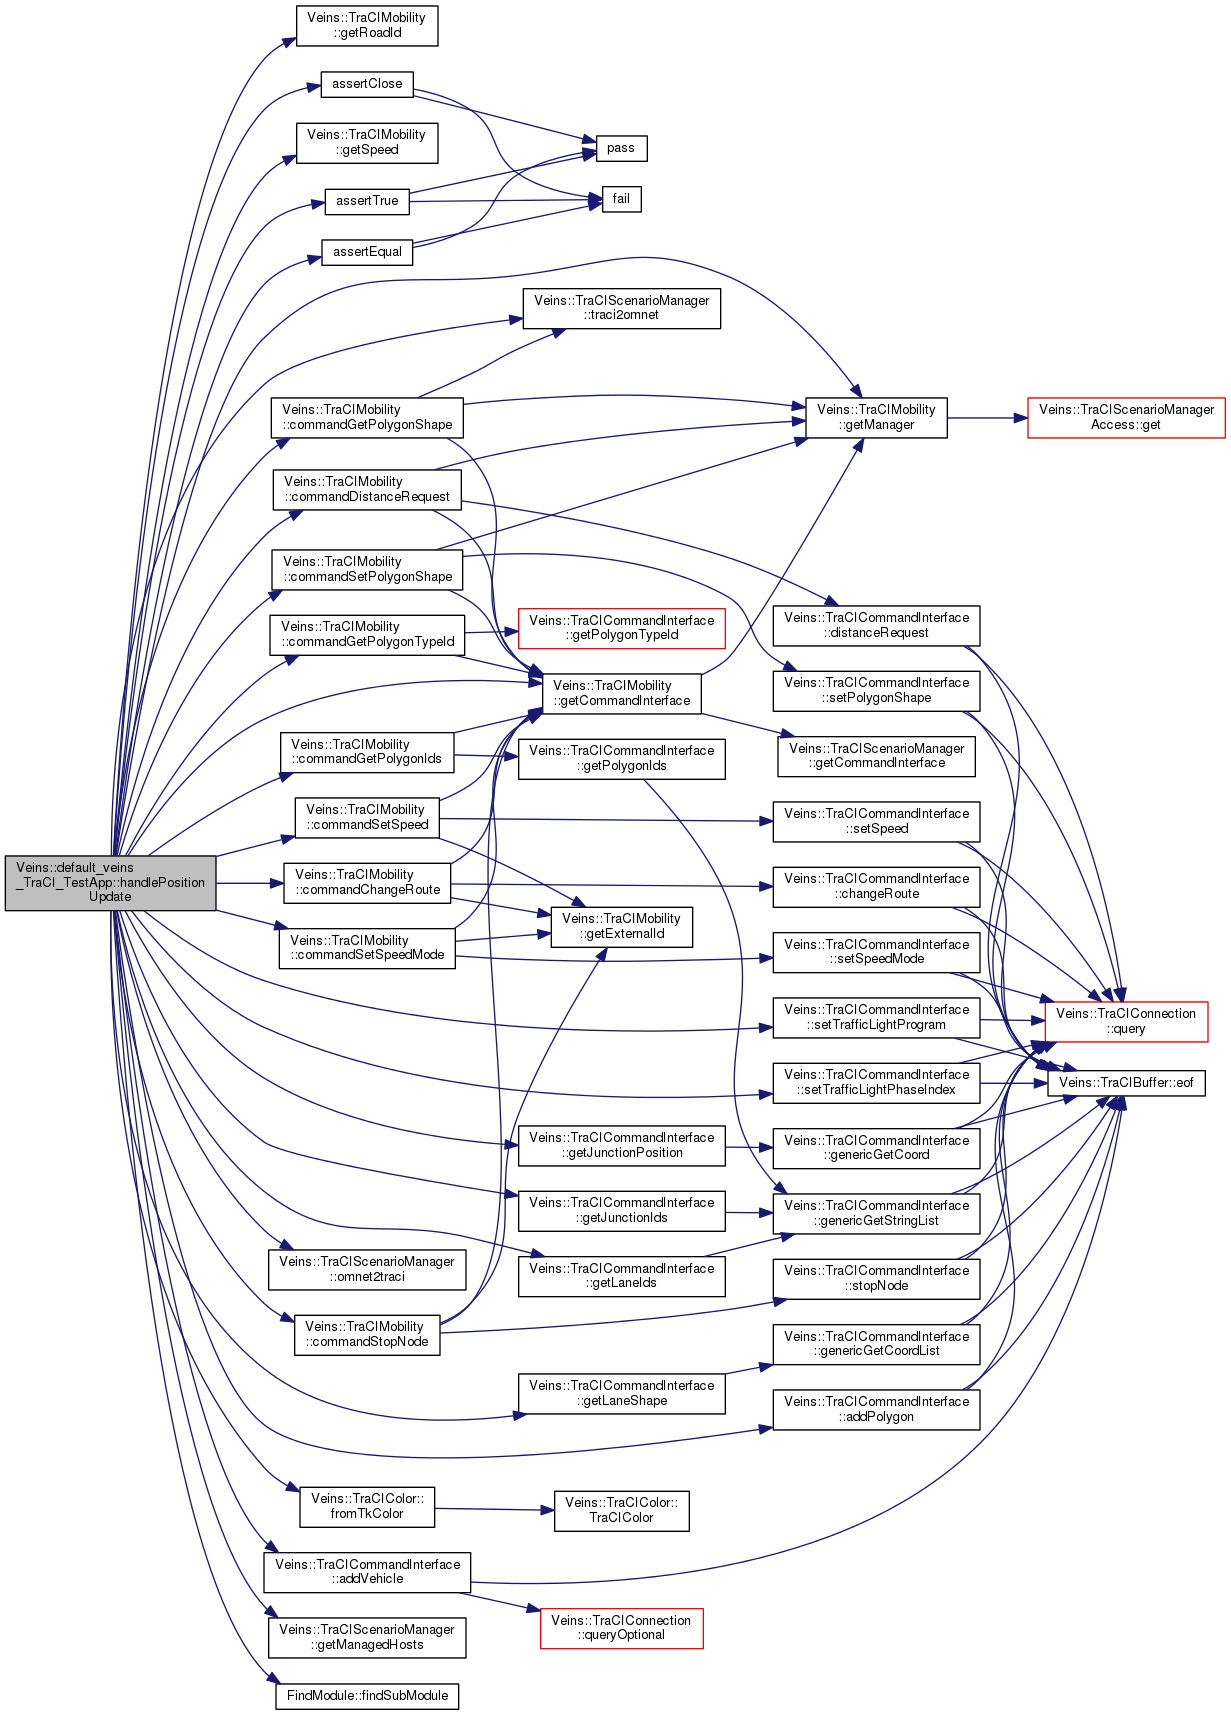 Veins::TraCIMobility
::getRoadId
assertClose
Veins::TraCIMobility
::getSpeed
pass
fail
assertTrue
assertEqual
Veins::TraCIScenarioManager
::traci2omnet
Veins::TraCIMobility
::commandGetPolygonShape
Veins::TraCIMobility
::getManager
Veins::TraCIScenarioManager
Access::get
Veins::TraCIMobility
::commandDistanceRequest
Veins::TraCIMobility
::commandSetPolygonShape
Veins::TraCIMobility
::commandGetPolygonTypeId
Veins::TraCICommandInterface
::getPolygonTypeId
Veins::TraCICommandInterface
::distanceRequest
Veins::TraCIMobility
::getCommandInterface
Veins::TraCICommandInterface
::setPolygonShape
Veins::TraCIMobility
::commandGetPolygonIds
Veins::TraCICommandInterface
::getPolygonIds
Veins::TraCIScenarioManager
::getCommandInterface
Veins::TraCIMobility
::commandSetSpeed
Veins::TraCICommandInterface
::setSpeed
Veins::default_veins
_TraCI_TestApp::handlePosition
Update
Veins::TraCIMobility
::commandChangeRoute
Veins::TraCICommandInterface
::changeRoute
Veins::TraCIMobility
::getExternalId
Veins::TraCIMobility
::commandSetSpeedMode
Veins::TraCICommandInterface
::setSpeedMode
Veins::TraCICommandInterface
::setTrafficLightProgram
Veins::TraCIConnection
::query
Veins::TraCICommandInterface
::setTrafficLightPhaseIndex
Veins::TraCIBuffer::eof
Veins::TraCICommandInterface
::getJunctionPosition
Veins::TraCICommandInterface
::genericGetCoord
Veins::TraCICommandInterface
::getJunctionIds
Veins::TraCICommandInterface
::genericGetStringList
Veins::TraCIScenarioManager
::omnet2traci
Veins::TraCICommandInterface
::getLaneIds
Veins::TraCICommandInterface
::stopNode
Veins::TraCIMobility
::commandStopNode
Veins::TraCICommandInterface
::genericGetCoordList
Veins::TraCICommandInterface
::getLaneShape
Veins::TraCICommandInterface
::addPolygon
Veins::TraCIColor::
fromTkColor
Veins::TraCIColor::
TraCIColor
Veins::TraCICommandInterface
::addVehicle
Veins::TraCIConnection
::queryOptional
Veins::TraCIScenarioManager
::getManagedHosts
FindModule::findSubModule